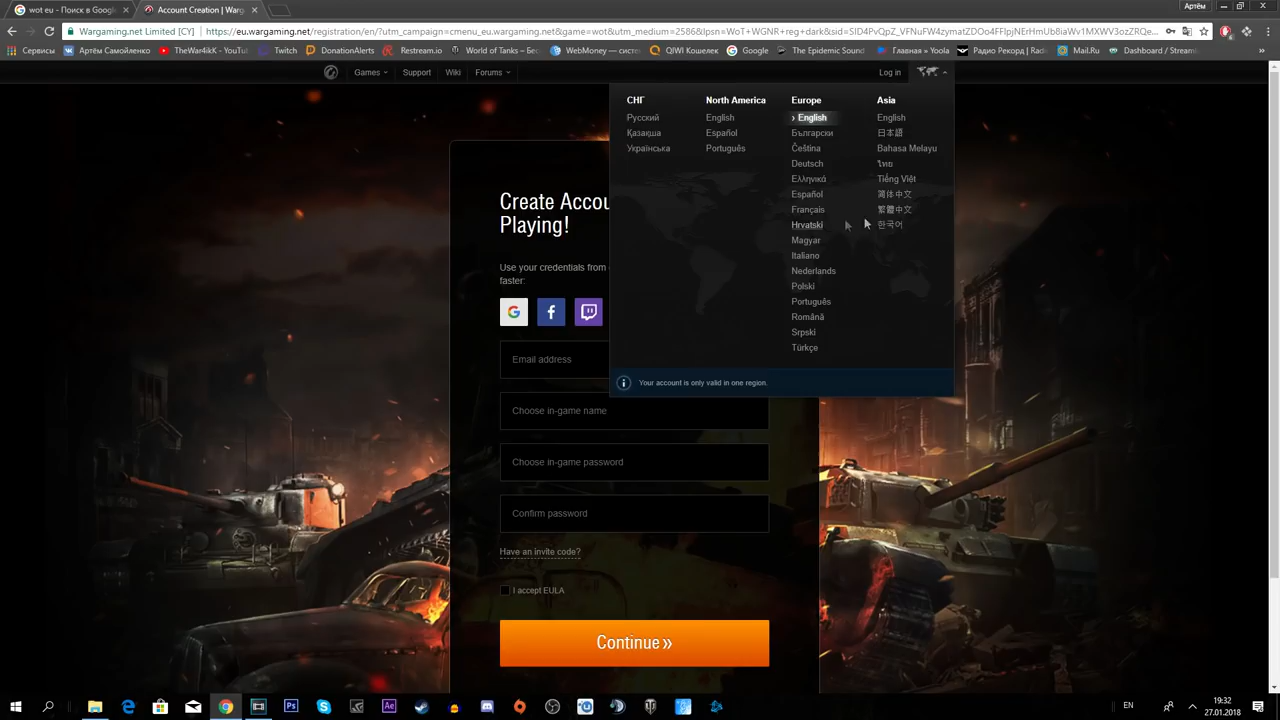 wot eu - Поиск в Googl
Account Creation | Warg
Артём
Wargaming.net Limited [CY]
https://eu.wargaming.net/registration/en/?utm_campaign=cmenu_eu.wargaming.net&game=wot&utm_medium=2586&lpsn=WoT+WGNR+reg+dark&sid=
Сервисы
Артём Самойленко
TheWar4ikK - YouTu
Twitch
DonationAlerts
Restream.io
World of Tanks - Бесп
WebMoney — систе
QIWI Кошелек
Google
The Epidemic Sound
Главная » Yoola
Радио Рекорд | Radi
Mail.Ru
Dashboard / Stream
Games
Support
Wiki
Forums
Log in
СНГ
Русский
Қазақша
Українська
North America
English
Español
Português
Europe
› English
Български
Čeština
Deutsch
Ελληνικά
Español
Français
Hrvatski
Magyar
Italiano
Nederlands
Polski
Português
Română
Srpski
Türkçe
Asia
English
日本語
Bahasa Melayu
ไทย
Tiếng Việt
简体中文
繁體中文
한국어
Your account is only valid in one region.
Create Accou
Playing!
Use your credentials from
faster:
Email address
Choose in-game name
Choose in-game password
Confirm password
Have an invite code?
I accept EULA
Continue »
EN
19:32
27.01.2018